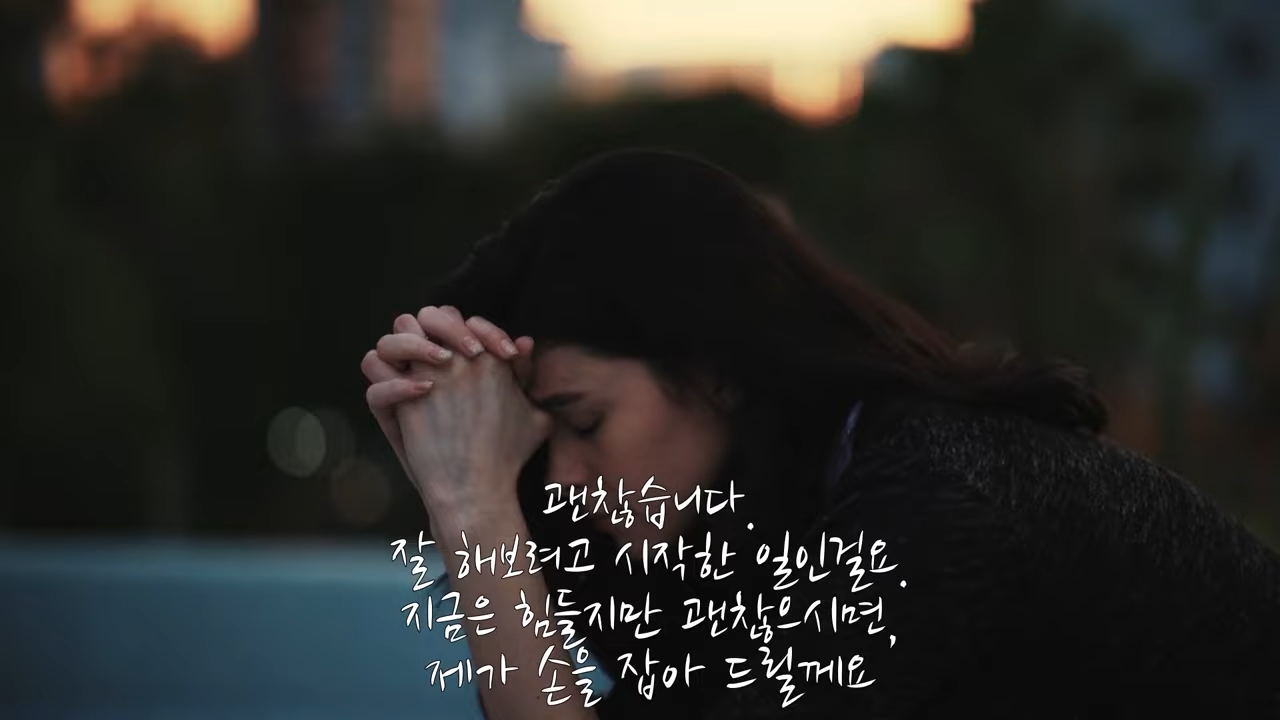 괜찮습니다.
잘 해보려고 시작한 일인걸요.
지금은 힘들지만 괜찮으시면,
제가 손을 잡아 드릴께요